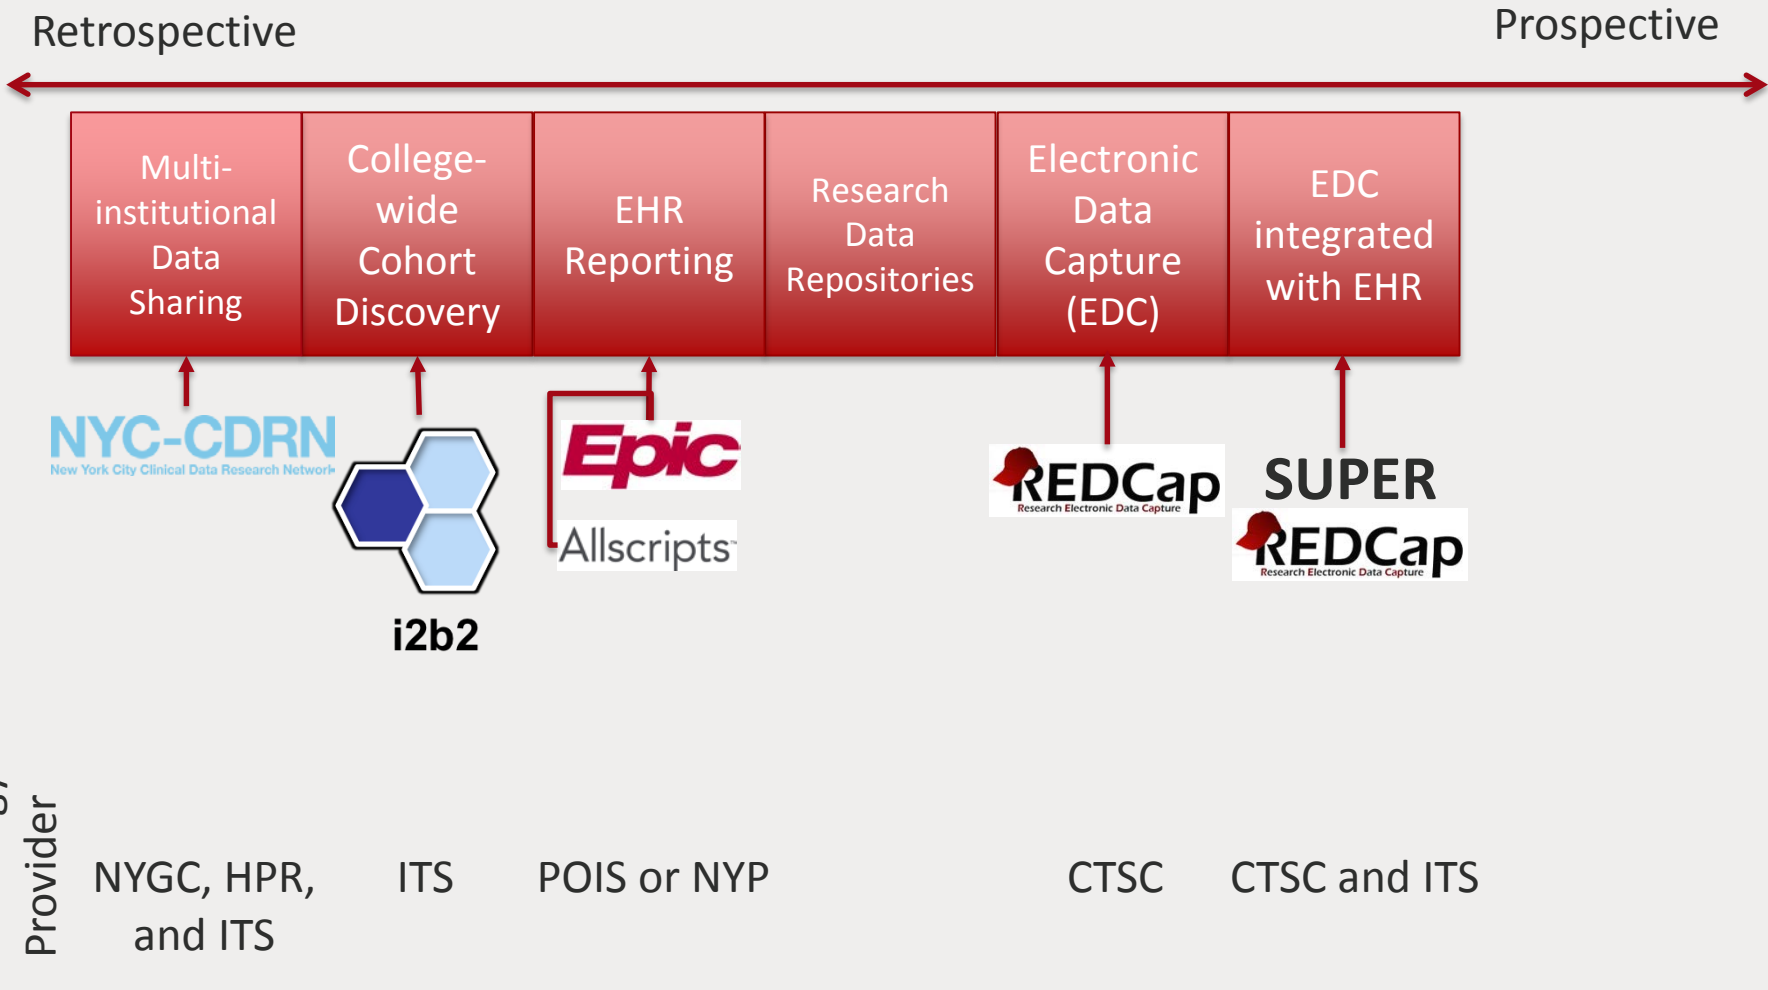 Retrospective
Prospective
Multi-
institutional
Data
Sharing
College-
wide
Cohort
Discovery
EHR
Reporting
Research
Data
Repositories
Electronic
Data
Capture
(EDC)
EDC
integrated
with EHR
NYC-CDRN
New York City Clinical Data Research Network
i2b2
Epic
Allscripts™
REDCap
Research Electronic Data Capture
SUPER
REDCap
Research Electronic Data Capture
Provider
NYGC, HPR,
and ITS
ITS
POIS or NYP
CTSC
CTSC and ITS